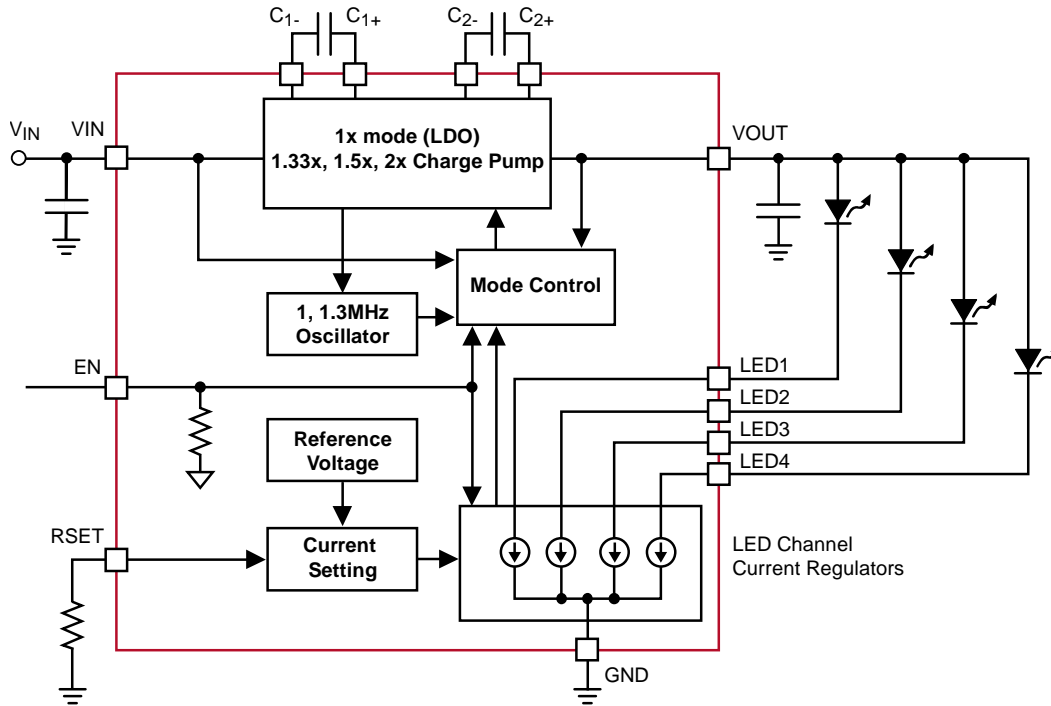 C1- C1+ C2- C2+
VIN VIN
1x mode (LDO)
1.33x, 1.5x, 2x Charge Pump
VOUT
Mode Control
1, 1.3MHz
Oscillator
EN
LED1
LED2
LED3
LED4
Reference
Voltage
RSET
Current
Setting
LED Channel
Current Regulators
GND